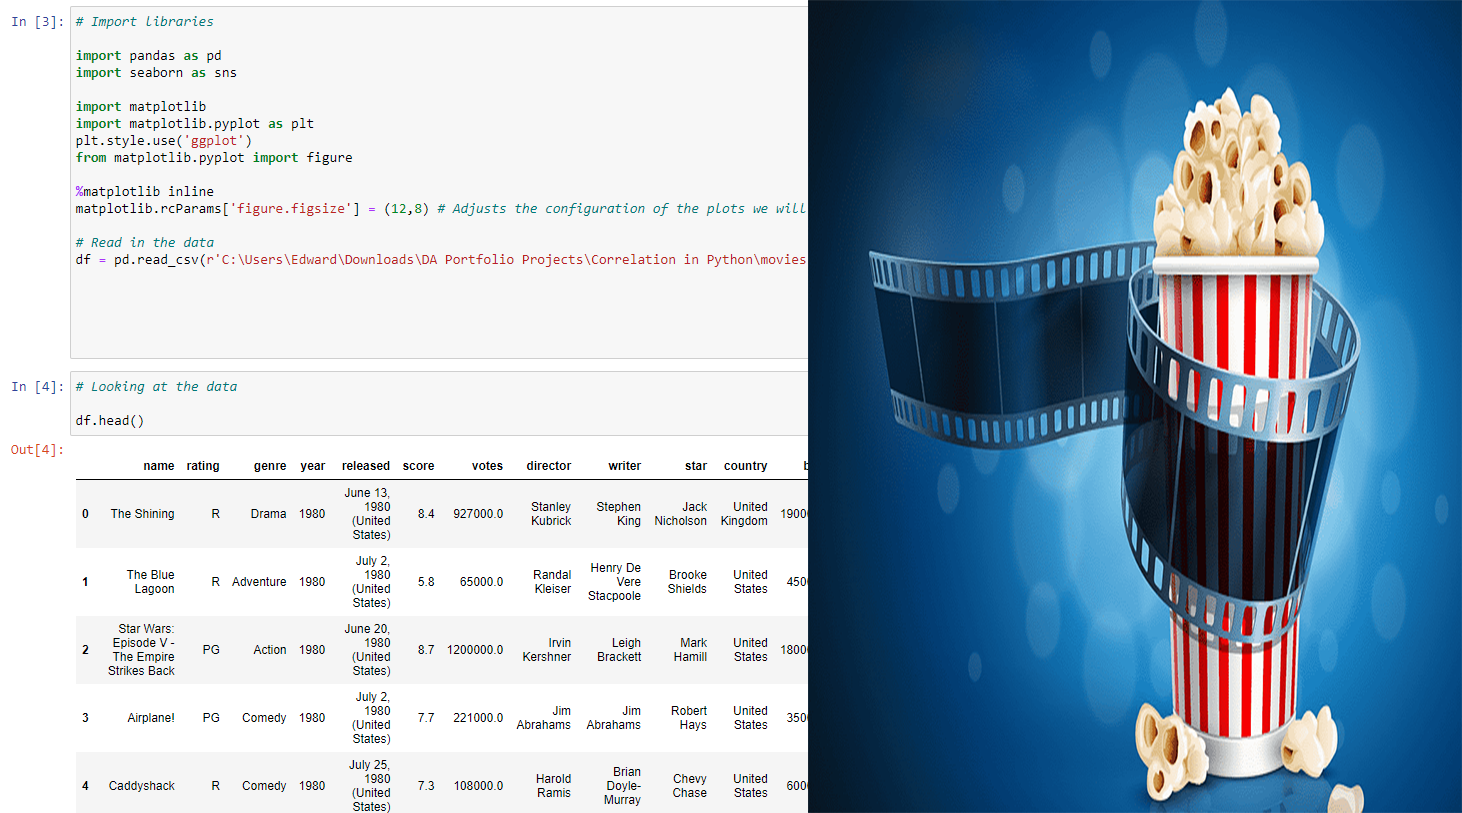 In [3]: # Import libraries
import pandas as pd
import seaborn as sns
import matplotlib
import matplotlib.pyplot as plt
plt.style.use('ggplot')
from matplotlib.pyplot import figure
%matplotlib inline
matplotlib.rcParams['figure.figsize'] = (12,8) # Adjusts the configuration of the plots we will
# Read in the data
df = pd.read_csv(r'C:\Users\Edward\Downloads\DA Portfolio Projects\Correlation in Python\movies
In [4]: # Looking at the data
df.head()
Out[4]:
name rating genre year released score votes director writer star country b
0 The Shining R Drama 1980 June 13, 1980 (United States) 8.4 927000.0 Stanley Kubrick Stephen King Jack Nicholson United Kingdom 1900
1 The Blue Lagoon R Adventure 1980 July 2, 1980 (United States) 5.8 65000.0 Randal Kleiser Henry De Vere Stacpoole Brooke Shields United States 450
2 Star Wars: Episode V - The Empire Strikes Back PG Action 1980 June 20, 1980 (United States) 8.7 1200000.0 Irvin Kershner Leigh Brackett Mark Hamill United States 1800
3 Airplane! PG Comedy 1980 July 2, 1980 (United States) 7.7 221000.0 Jim Abrahams Jim Abrahams Robert Hays United States 350
4 Caddyshack R Comedy 1980 July 25, 1980 (United States) 7.3 108000.0 Harold Ramis Brian Doyle-Murray Chevy Chase United States 600